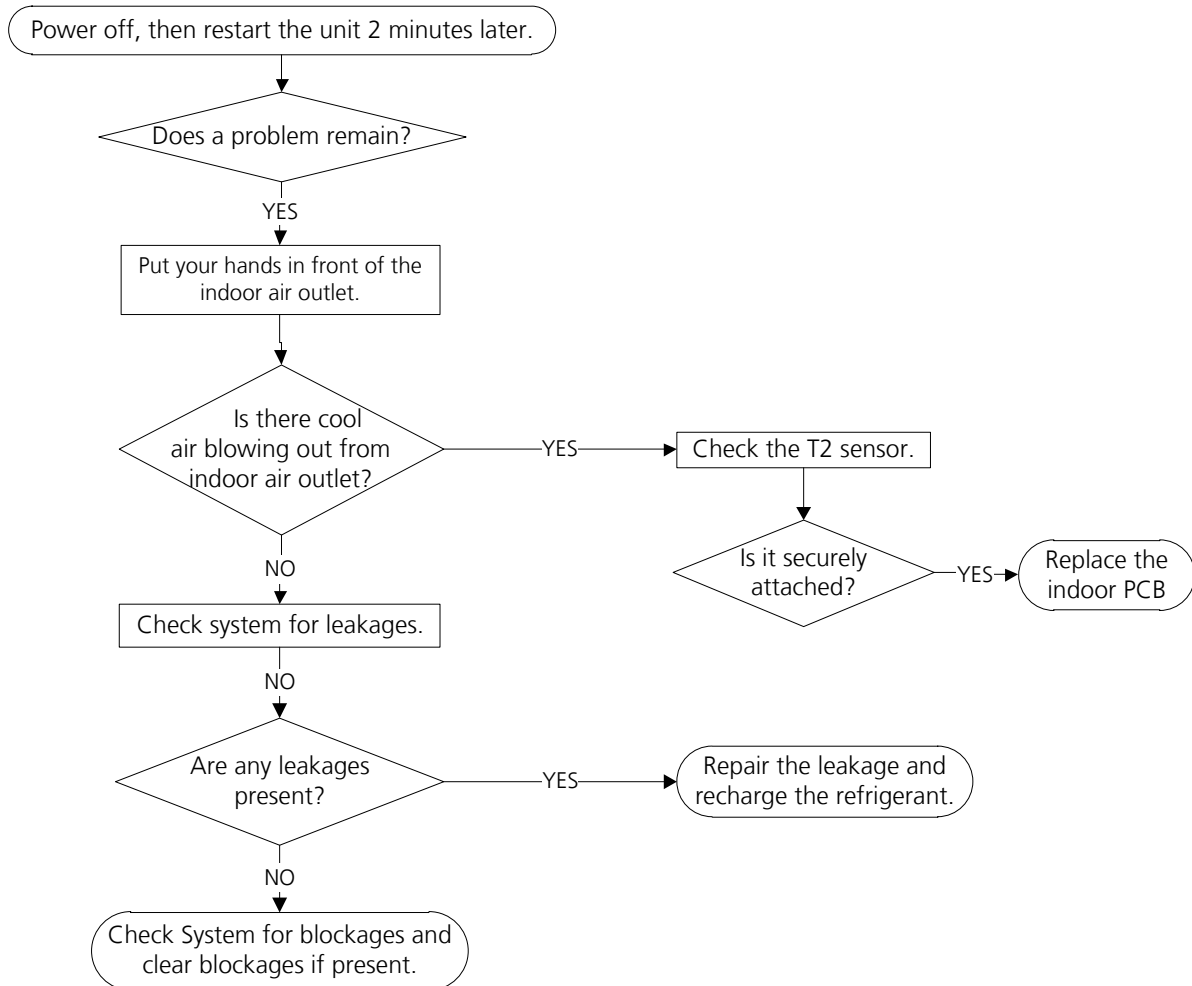 Power off, then restart the unit 2 minutes later.
Does a problem remain?
YES
Put your hands in front of the
indoor air outlet.
Is there cool
air blowing out from
indoor air outlet?
YES
Check the T2 sensor.
Is it securely
attached?
YES
Replace the
indoor PCB
NO
Check system for leakages.
NO
Are any leakages
present?
YES
Repair the leakage and
recharge the refrigerant.
NO
Check System for blockages and
clear blockages if present.